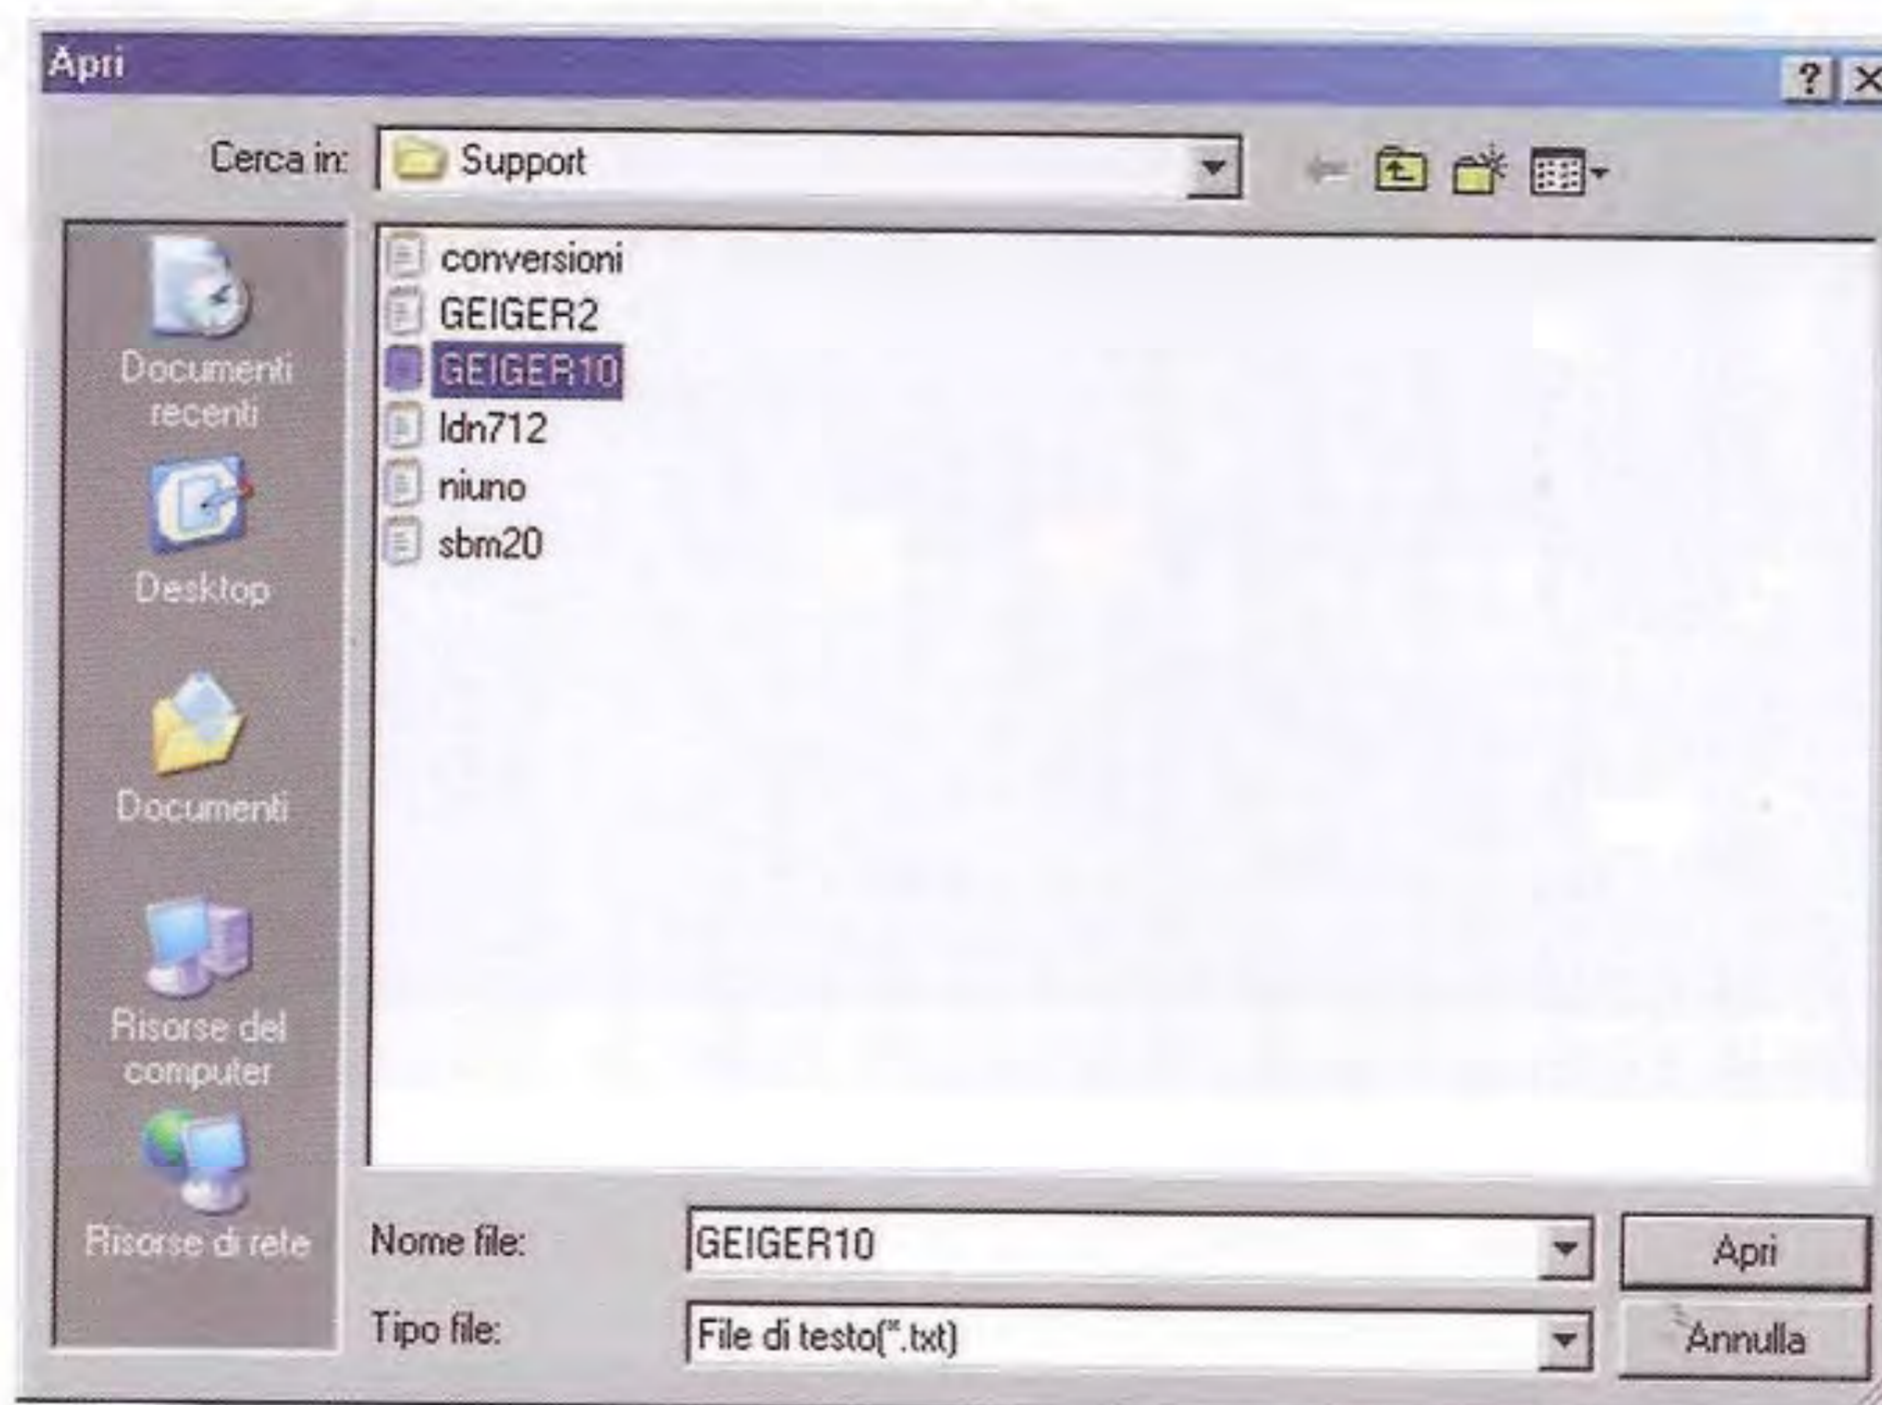 Apri
Cerca in: Support
conversioni
GEIGER2
GEIGER10
ldn712
niuno
sbm20
Documenti
recenti
Desktop
Documenti
Risorse del
computer
Risorse di rete
Nome file: GEIGER10 Apri
Tipo file: File di testo(*.txt) Annulla